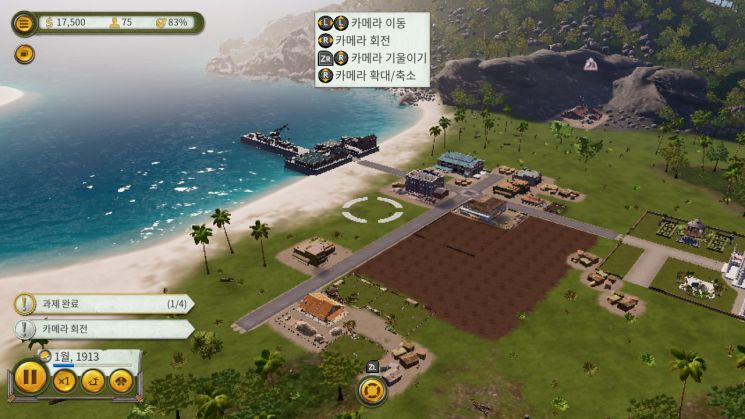 $ 17,500 75 83%
L L 카메라 이동
R 카메라 회전
ZR R 카메라 기울이기
R 카메라 확대/축소
과제 완료 (1/4)
카메라 회전
1월, 1913
x1
ZL